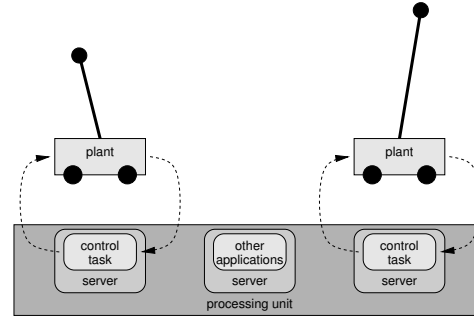 plant
plant
control
task
server
other
applications
server
control
task
server
processing unit